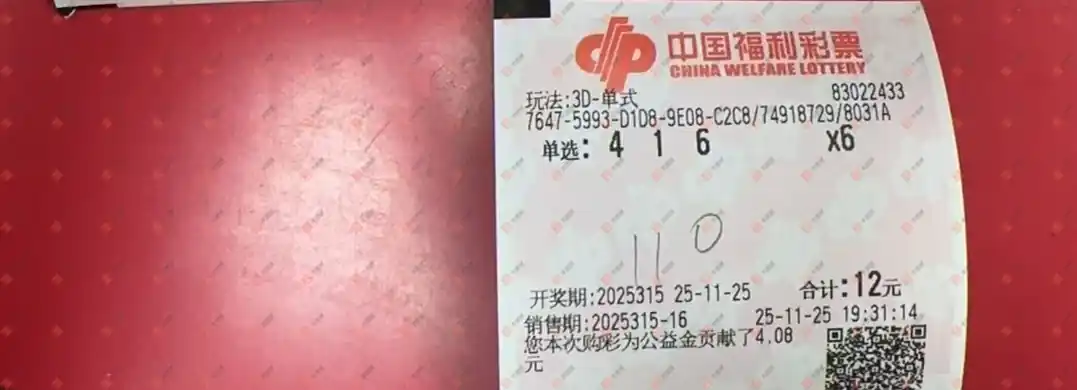 中国福利彩票
CHINA WELFARE LOTTERY
玩法:3D-单式 83022433
7647-5993-D1D8-9E08-C2C8/74918729/8031A
单选: 4 1 6 x6
110
开奖期:2025315 25-11-25 合计:12元
销售期:2025315-16 25-11-25 19:31:14
您本次购彩为公益金贡献了4.08
元